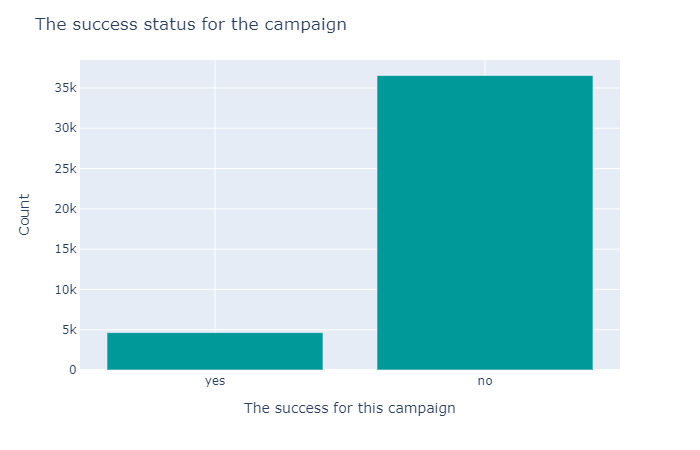 The success status for the campaign
35k
30k
25k
20k
15k
10k
5k
0
Count
yes
no
The success for this campaign